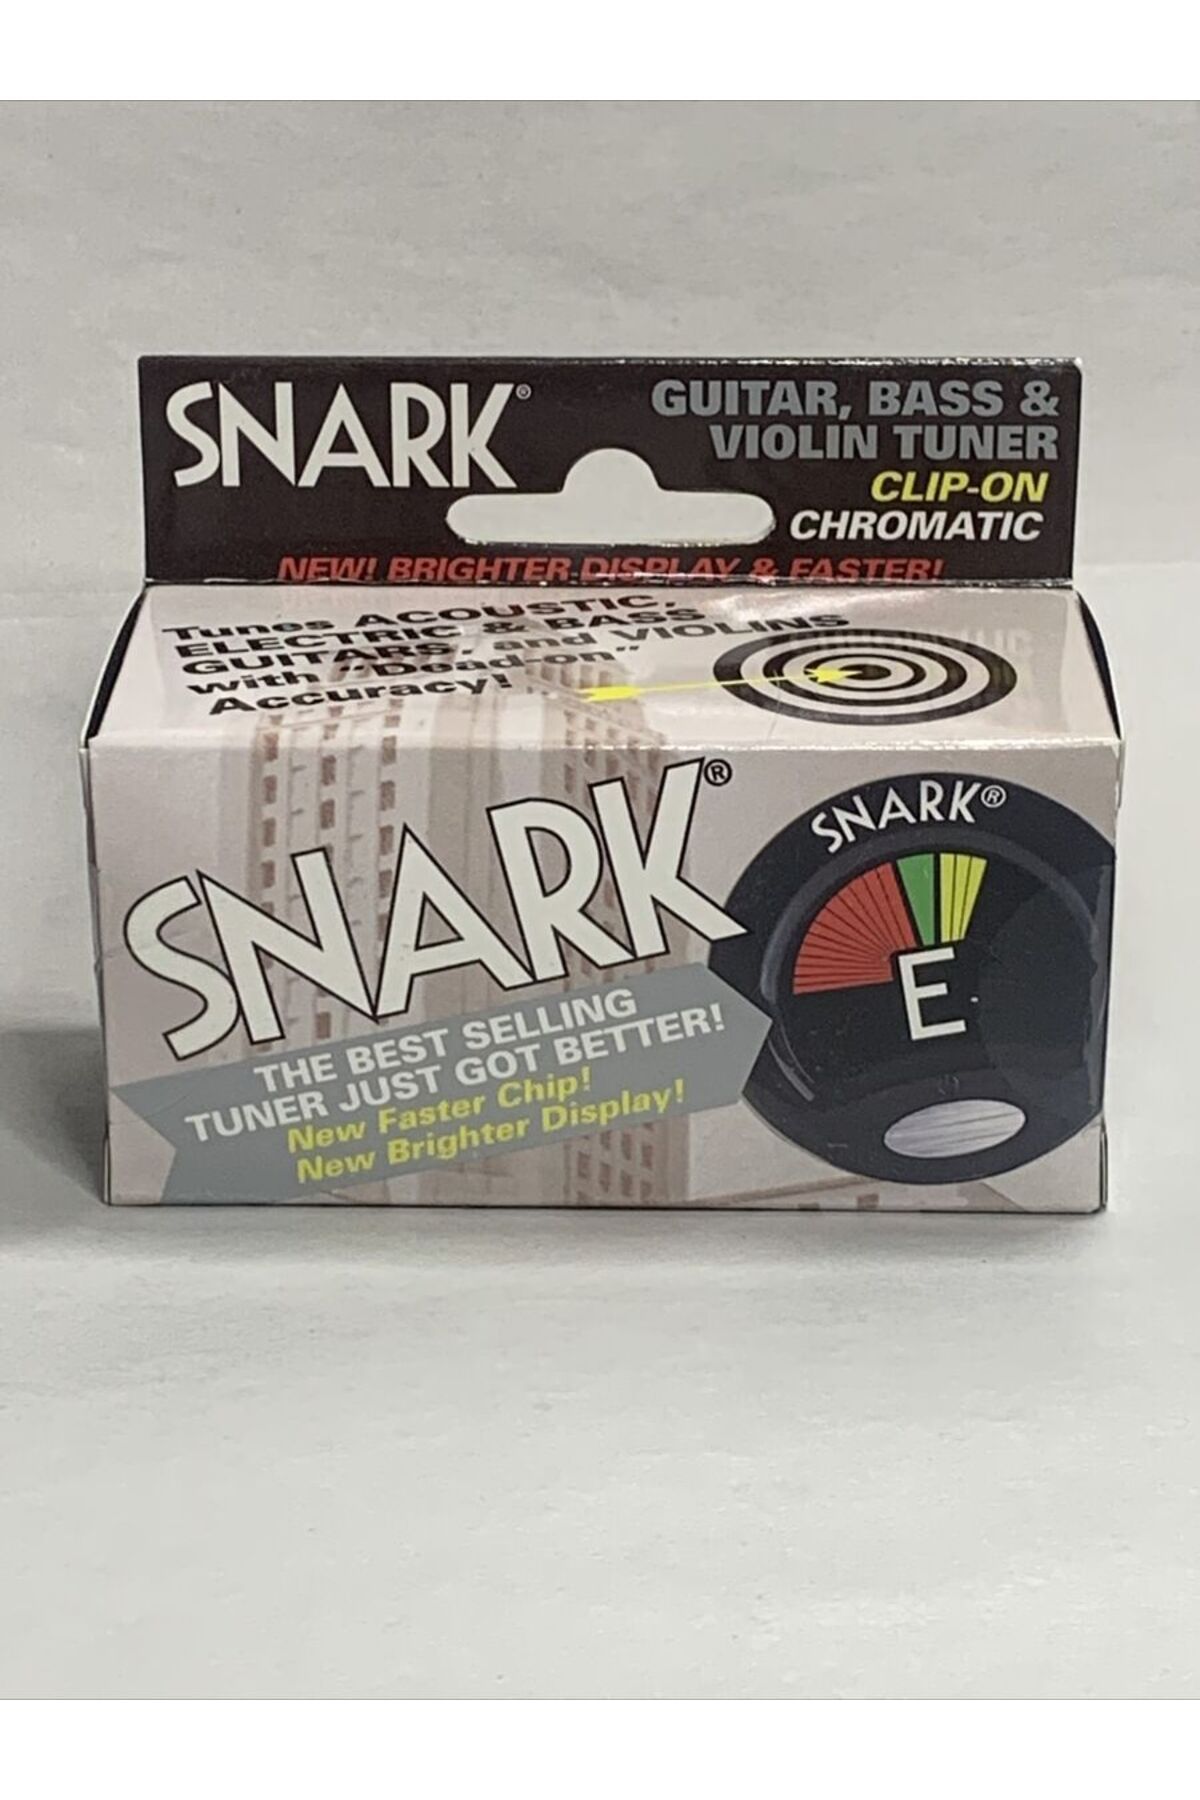 SNARK®
GUITAR, BASS &
VIOLIN TUNER
CLIP-ON
CHROMATIC
NEW! BRIGHTER DISPLAY & FASTER!
Tunes ACOUSTIC,
ELECTRIC & BASS
GUITARS, and VIOLINS
with "Dead-on"
Accuracy!
SNARK®
SNARK®
E
THE BEST SELLING
TUNER JUST GOT BETTER!
New Faster Chip!
New Brighter Display!